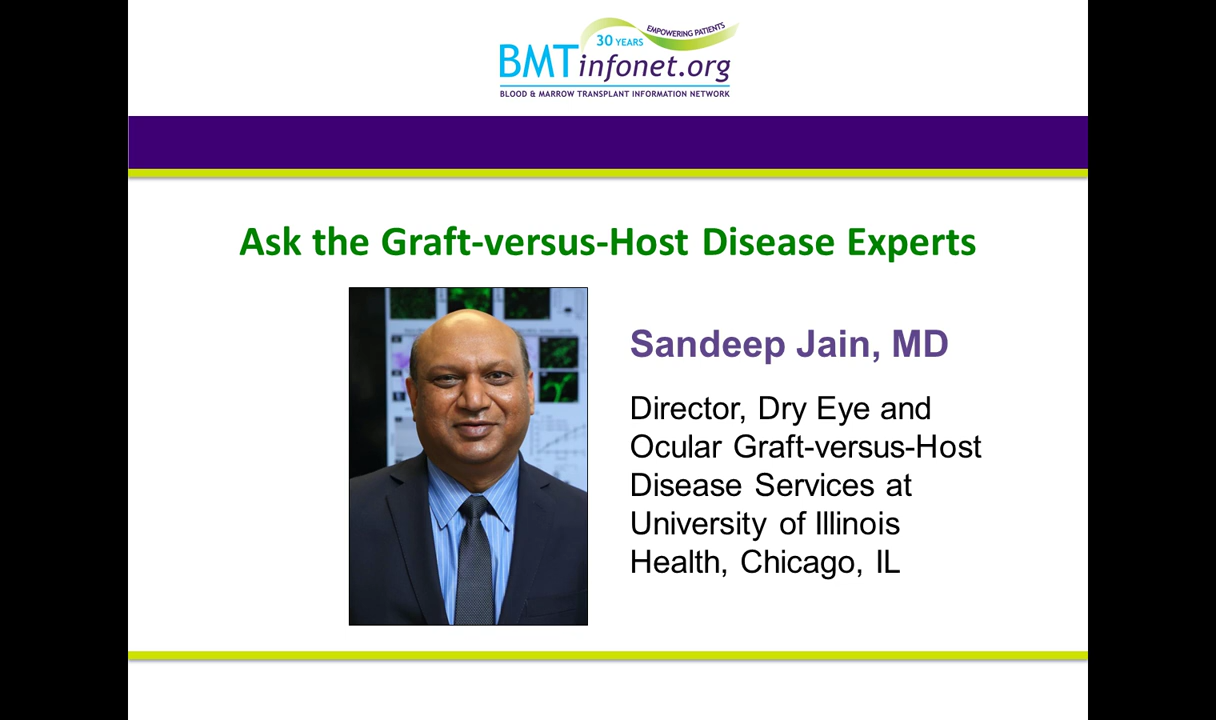 EMPOWERING PATIENTS
30 YEARS
BMTinfonet.org
BLOOD & MARROW TRANSPLANT INFORMATION NETWORK
Ask the Graft-versus-Host Disease Experts
Sandeep Jain, MD
Director, Dry Eye and
Ocular Graft-versus-Host
Disease Services at
University of Illinois
Health, Chicago, IL